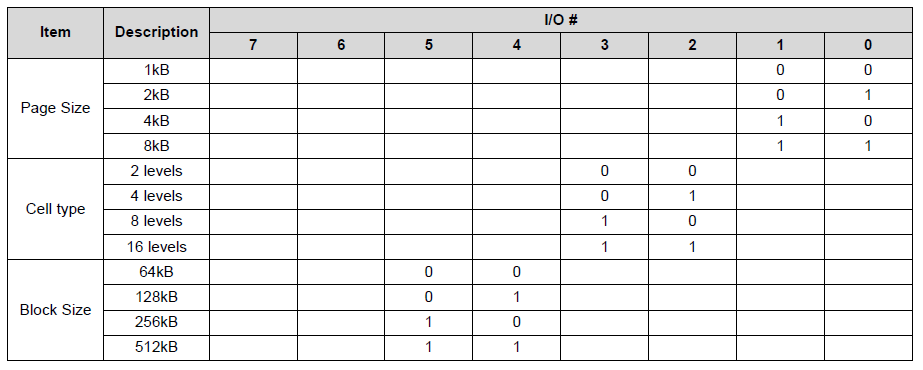 Item Description I/O #
7 6 5 4 3 2 1 0
Page Size
1kB 0 0
2kB 0 1
4kB 1 0
8kB 1 1
Cell type
2 levels 0 0
4 levels 0 1
8 levels 1 0
16 levels 1 1
Block Size
64kB 0 0
128kB 0 1
256kB 1 0
512kB 1 1